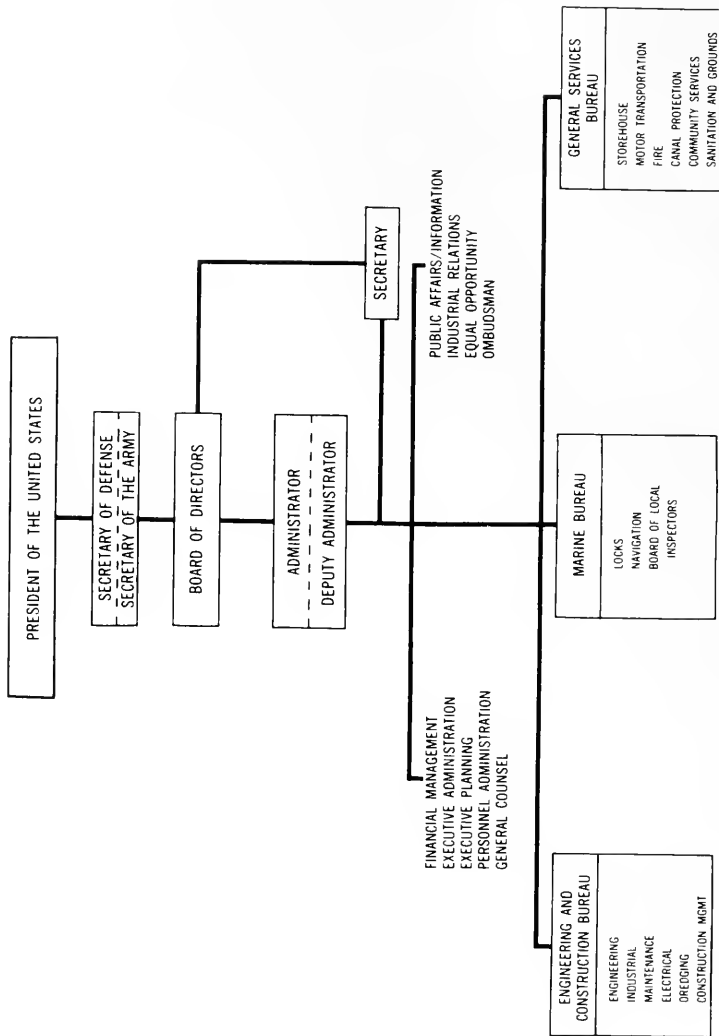 PRESIDENT OF THE UNITED STATES
SECRETARY OF DEFENSE
SECRETARY OF THE ARMY
BOARD OF DIRECTORS
ADMINISTRATOR
DEPUTY ADMINISTRATOR
SECRETARY
FINANCIAL MANAGEMENT
EXECUTIVE ADMINISTRATION
EXECUTIVE PLANNING
PERSONNEL ADMINISTRATION
GENERAL COUNSEL
PUBLIC AFFAIRS/INFORMATION
INDUSTRIAL RELATIONS
EQUAL OPPORTUNITY
OMBUDSMAN
ENGINEERING AND
CONSTRUCTION BUREAU
ENGINEERING
INDUSTRIAL
MAINTENANCE
ELECTRICAL
DREDGING
CONSTRUCTION MGMT
MARINE BUREAU
LOCKS
NAVIGATION
BOARD OF LOCAL
INSPECTORS
GENERAL SERVICES
BUREAU
STOREHOUSE
MOTOR TRANSPORTATION
FIRE
CANAL PROTECTION
COMMUNITY SERVICES
SANITATION AND GROUNDS